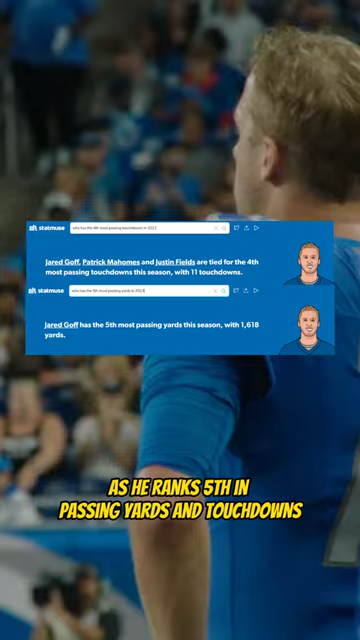 statmuse
who has the 4th most passing touchdowns in 2023
Jared Goff, Patrick Mahomes and Justin Fields are tied for the 4th
most passing touchdowns this season, with 11 touchdowns.
statmuse
who has the 5th most passing yards in 2023
Jared Goff has the 5th most passing yards this season, with 1,618
yards.
AS HE RANKS 5TH IN
PASSING YARDS AND TOUCHDOWNS